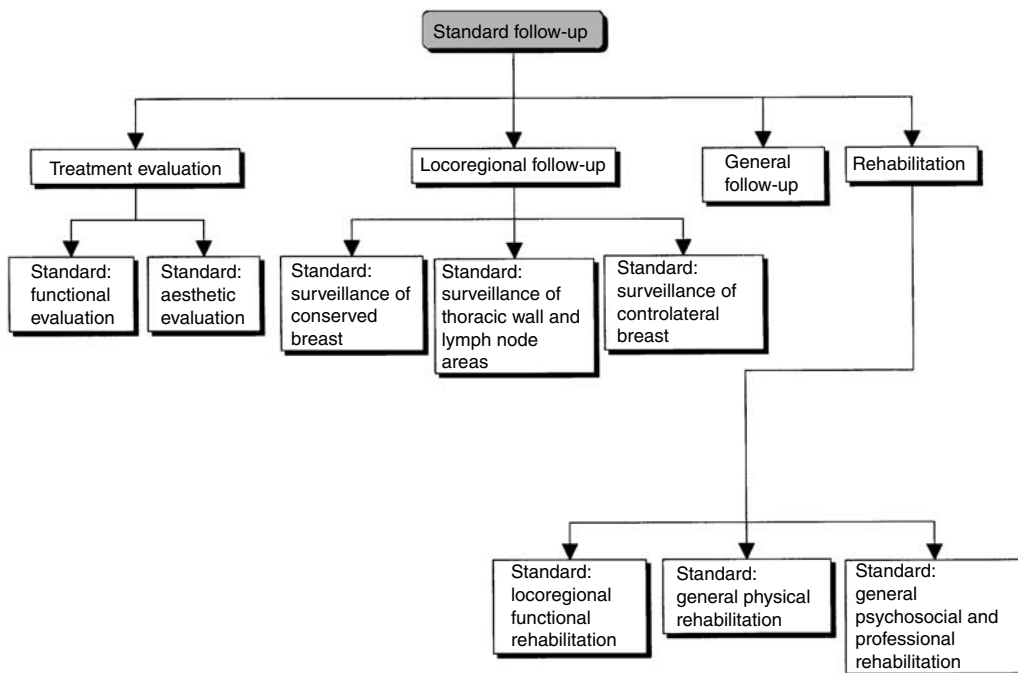 Standard follow-up
Treatment evaluation
Locoregional follow-up
General
follow-up
Rehabilitation
Standard:
functional
evaluation
Standard:
aesthetic
evaluation
Standard:
surveillance of
conserved
breast
Standard:
surveillance of
thoracic wall and
lymph node
areas
Standard:
surveillance of
controlateral
breast
Standard:
locoregional
functional
rehabilitation
Standard:
general physical
rehabilitation
Standard:
general
psychosocial and
professional
rehabilitation